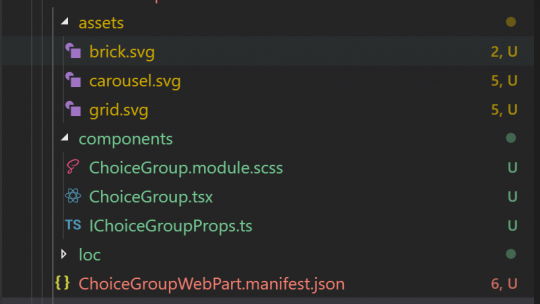 assets
brick.svg 2, U
carousel.svg 5, U
grid.svg 5, U
components
ChoiceGroup.module.scss U
ChoiceGroup.tsx U
TS IChoiceGroupProps.ts U
loc
{} ChoiceGroupWebPart.manifest.json 6, U